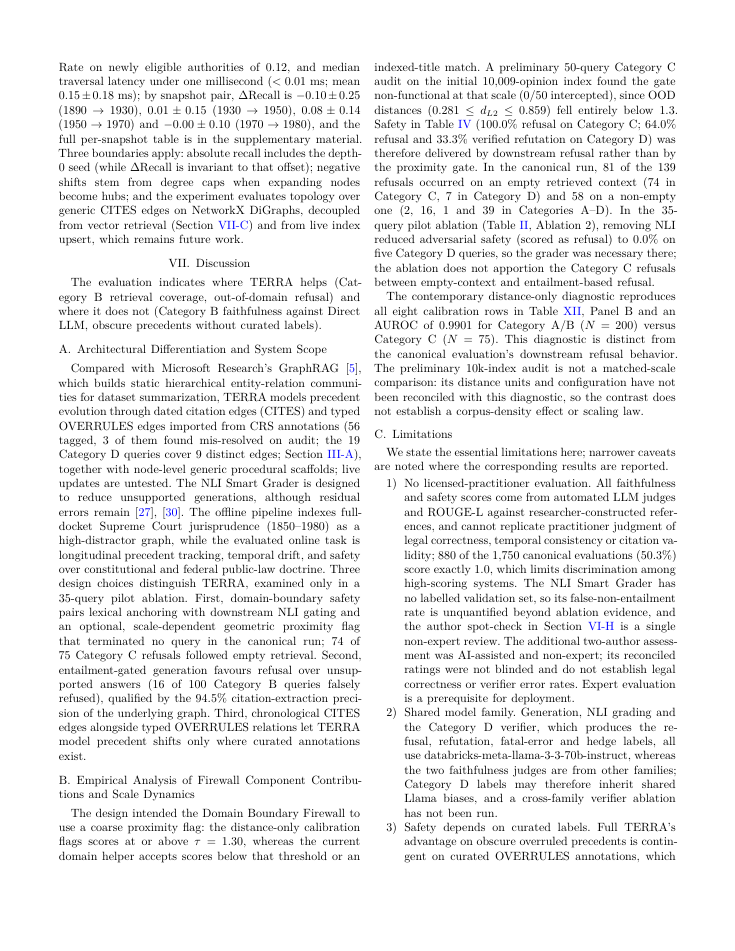 Rate on newly eligible authorities of 0.12, and median
traversal latency under one millisecond (< 0.01 ms; mean
0.15 ± 0.18 ms); by snapshot pair, ΔRecall is −0.10 ± 0.25
(1890 → 1930), 0.01 ± 0.15 (1930 → 1950), 0.08 ± 0.14
(1950 → 1970) and −0.00 ± 0.10 (1970 → 1980), and the
full per-snapshot table is in the supplementary material.
Three boundaries apply: absolute recall includes the depth-
0 seed (while ΔRecall is invariant to that offset); negative
shifts stem from degree caps when expanding nodes
become hubs; and the experiment evaluates topology over
generic CITES edges on NetworkX DiGraphs, decoupled
from vector retrieval (Section VII-C) and from live index
upsert, which remains future work.
VII. Discussion
The evaluation indicates where TERRA helps (Cat-
egory B retrieval coverage, out-of-domain refusal) and
where it does not (Category B faithfulness against Direct
LLM, obscure precedents without curated labels).
A. Architectural Differentiation and System Scope
Compared with Microsoft Research's GraphRAG [5],
which builds static hierarchical entity-relation communi-
ties for dataset summarization, TERRA models precedent
evolution through dated citation edges (CITES) and typed
OVERRULES edges imported from CRS annotations (56
tagged, 3 of them found mis-resolved on audit; the 19
Category D queries cover 9 distinct edges; Section III-A),
together with node-level generic procedural scaffolds; live
updates are untested. The NLI Smart Grader is designed
to reduce unsupported generations, although residual
errors remain [27], [30]. The offline pipeline indexes full-
docket Supreme Court jurisprudence (1850–1980) as a
high-distractor graph, while the evaluated online task is
longitudinal precedent tracking, temporal drift, and safety
over constitutional and federal public-law doctrine. Three
design choices distinguish TERRA, examined only in a
35-query pilot ablation. First, domain-boundary safety
pairs lexical anchoring with downstream NLI gating and
an optional, scale-dependent geometric proximity flag
that terminated no query in the canonical run; 74 of
75 Category C refusals followed empty retrieval. Second,
entailment-gated generation favours refusal over unsup-
ported answers (16 of 100 Category B queries falsely
refused), qualified by the 94.5% citation-extraction preci-
sion of the underlying graph. Third, chronological CITES
edges alongside typed OVERRULES relations let TERRA
model precedent shifts only where curated annotations
exist.
B. Empirical Analysis of Firewall Component Contribu-
tions and Scale Dynamics
The design intended the Domain Boundary Firewall to
use a coarse proximity flag: the distance-only calibration
flags scores at or above τ = 1.30, whereas the current
domain helper accepts scores below that threshold or an
indexed-title match. A preliminary 50-query Category C
audit on the initial 10,009-opinion index found the gate
non-functional at that scale (0/50 intercepted), since OOD
distances (0.281 ≤ dL2 ≤ 0.859) fell entirely below 1.3.
Safety in Table IV (100.0% refusal on Category C; 64.0%
refusal and 33.3% verified refutation on Category D) was
therefore delivered by downstream refusal rather than by
the proximity gate. In the canonical run, 81 of the 139
refusals occurred on an empty retrieved context (74 in
Category C, 7 in Category D) and 58 on a non-empty
one (2, 16, 1 and 39 in Categories A–D). In the 35-
query pilot ablation (Table II, Ablation 2), removing NLI
reduced adversarial safety (scored as refusal) to 0.0% on
five Category D queries, so the grader was necessary there;
the ablation does not apportion the Category C refusals
between empty-context and entailment-based refusal.
The contemporary distance-only diagnostic reproduces
all eight calibration rows in Table XII, Panel B and an
AUROC of 0.9901 for Category A/B (N = 200) versus
Category C (N = 75). This diagnostic is distinct from
the canonical evaluation's downstream refusal behavior.
The preliminary 10k-index audit is not a matched-scale
comparison: its distance units and configuration have not
been reconciled with this diagnostic, so the contrast does
not establish a corpus-density effect or scaling law.
C. Limitations
We state the essential limitations here; narrower caveats
are noted where the corresponding results are reported.
1) No licensed-practitioner evaluation. All faithfulness
and safety scores come from automated LLM judges
and ROUGE-L against researcher-constructed refer-
ences, and cannot replicate practitioner judgment of
legal correctness, temporal consistency or citation va-
lidity; 880 of the 1,750 canonical evaluations (50.3%)
score exactly 1.0, which limits discrimination among
high-scoring systems. The NLI Smart Grader has
no labelled validation set, so its false-non-entailment
rate is unquantified beyond ablation evidence, and
the author spot-check in Section VI-H is a single
non-expert review. The additional two-author assess-
ment was AI-assisted and non-expert; its reconciled
ratings were not blinded and do not establish legal
correctness or verifier error rates. Expert evaluation
is a prerequisite for deployment.
2) Shared model family. Generation, NLI grading and
the Category D verifier, which produces the re-
fusal, refutation, fatal-error and hedge labels, all
use databricks-meta-llama-3-3-70b-instruct, whereas
the two faithfulness judges are from other families;
Category D labels may therefore inherit shared
Llama biases, and a cross-family verifier ablation
has not been run.
3) Safety depends on curated labels. Full TERRA's
advantage on obscure overruled precedents is contin-
gent on curated OVERRULES annotations, which